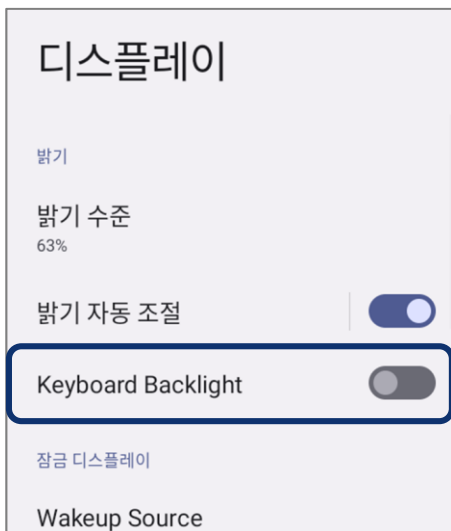 디스플레이
밝기
밝기 수준
63%
밝기 자동 조절
Keyboard Backlight
잠금 디스플레이
Wakeup Source